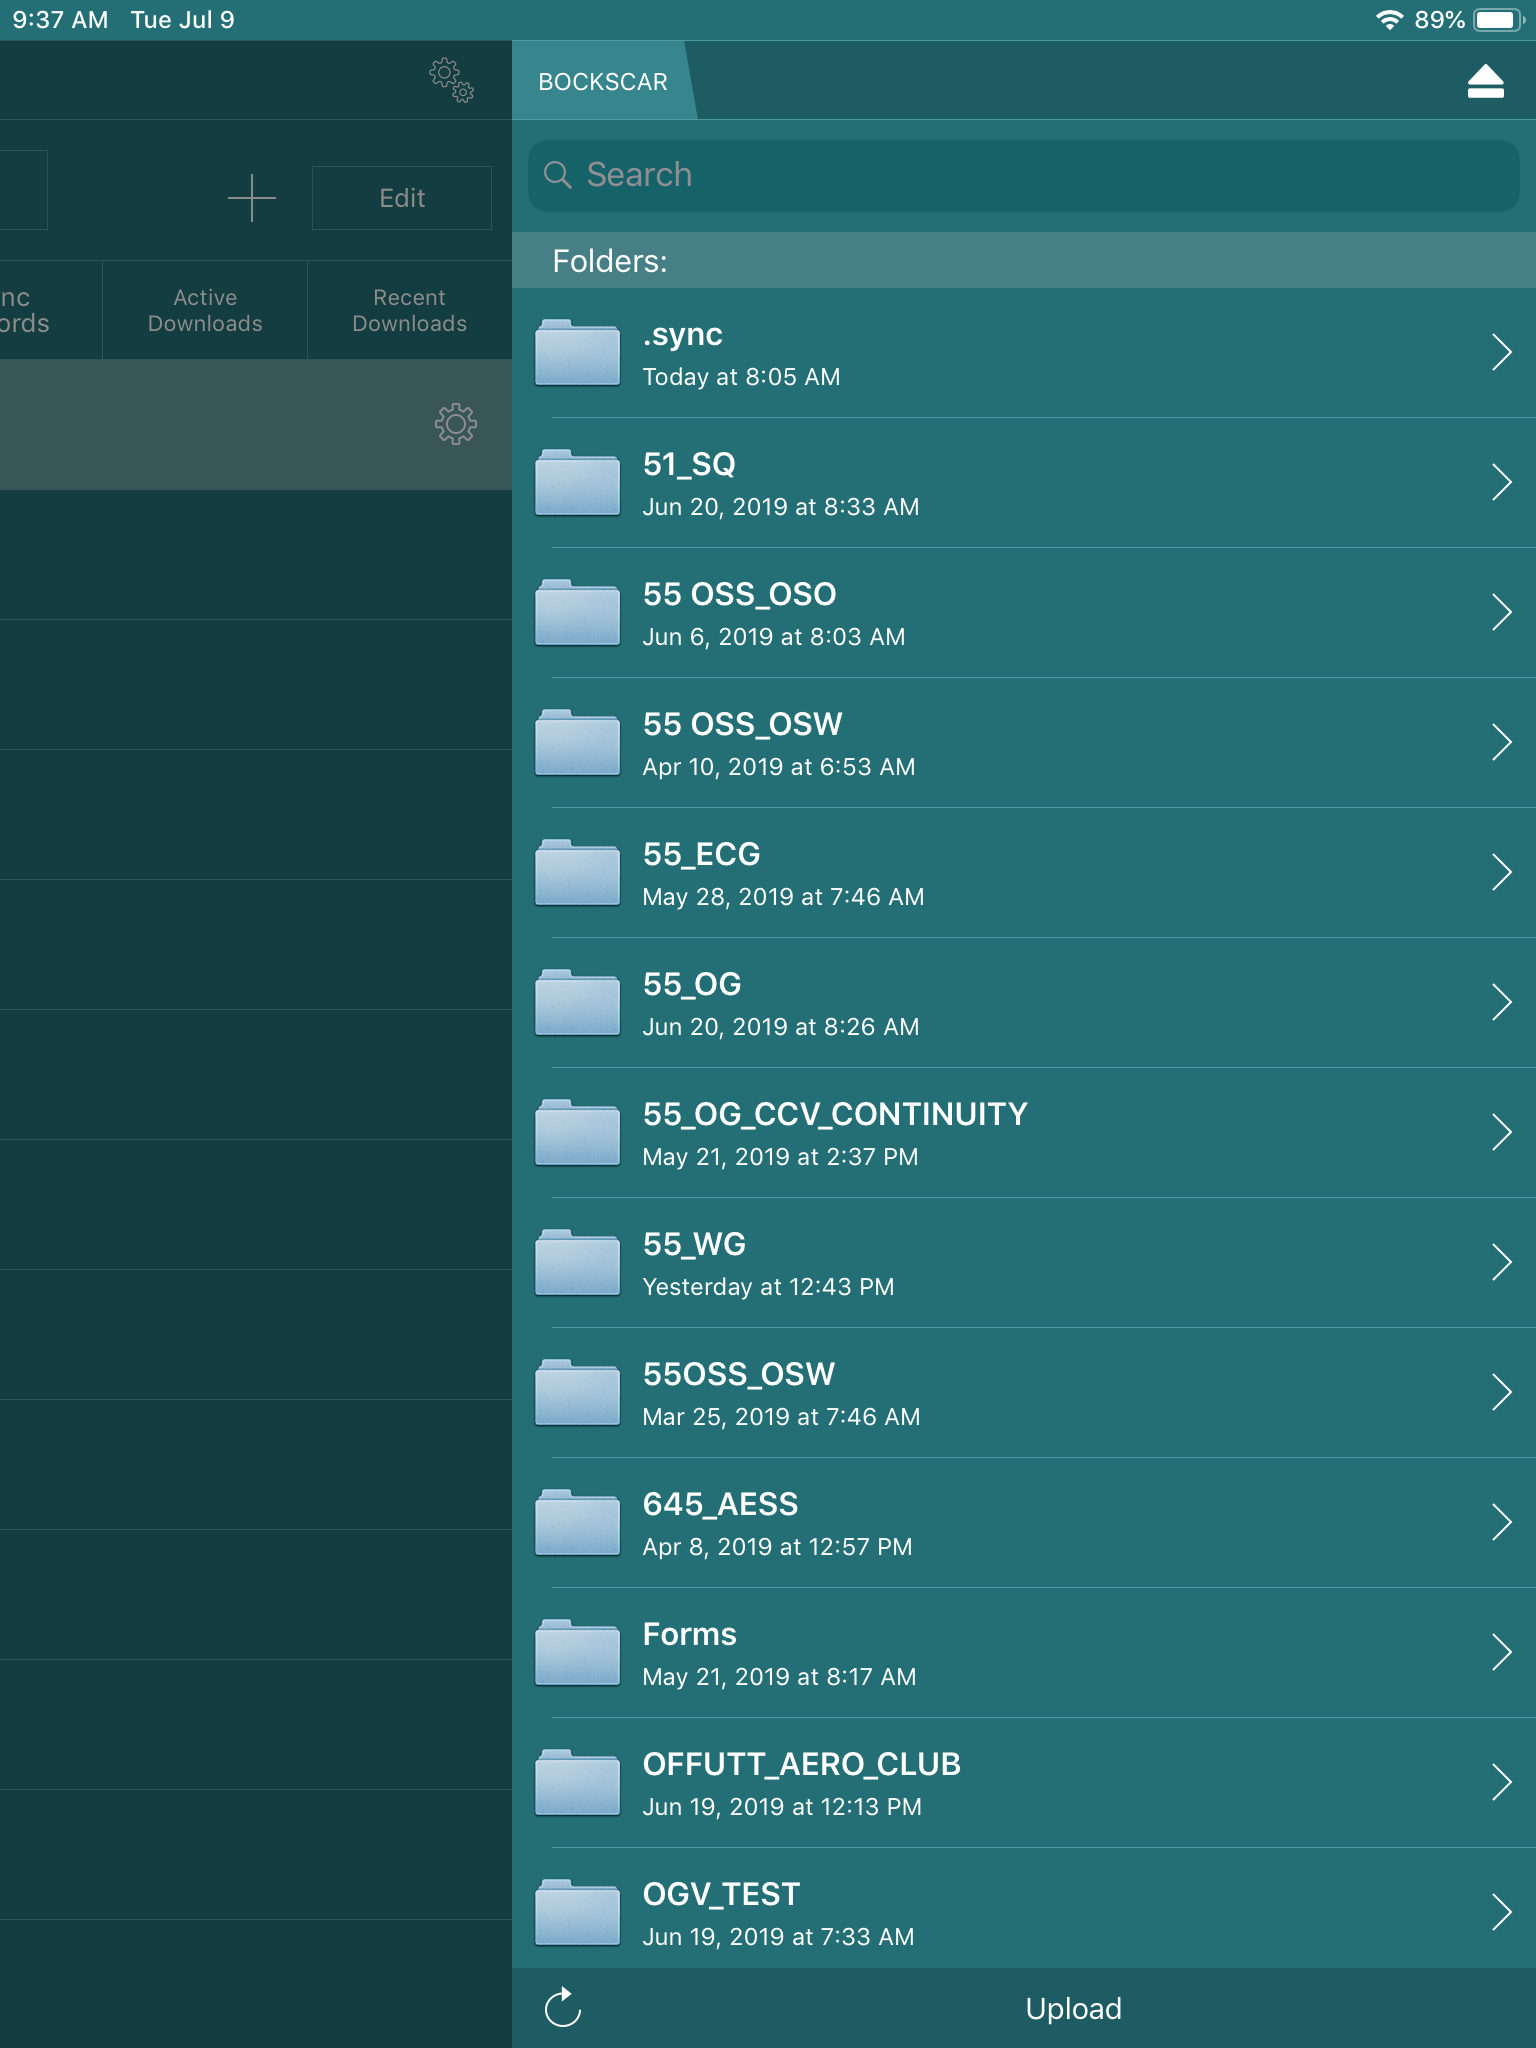 9:37 AM Tue Jul 9
89%
BOCKSCAR
Edit
Search
Folders:
nc
ords
Active
Downloads
Recent
Downloads
.sync
Today at 8:05 AM
51_SQ
Jun 20, 2019 at 8:33 AM
55 OSS_OSO
Jun 6, 2019 at 8:03 AM
55 OSS_OSW
Apr 10, 2019 at 6:53 AM
55_ECG
May 28, 2019 at 7:46 AM
55_OG
Jun 20, 2019 at 8:26 AM
55_OG_CCV_CONTINUITY
May 21, 2019 at 2:37 PM
55_WG
Yesterday at 12:43 PM
55OSS_OSW
Mar 25, 2019 at 7:46 AM
645_AESS
Apr 8, 2019 at 12:57 PM
Forms
May 21, 2019 at 8:17 AM
OFFUTT_AERO_CLUB
Jun 19, 2019 at 12:13 PM
OGV_TEST
Jun 19, 2019 at 7:33 AM
Upload